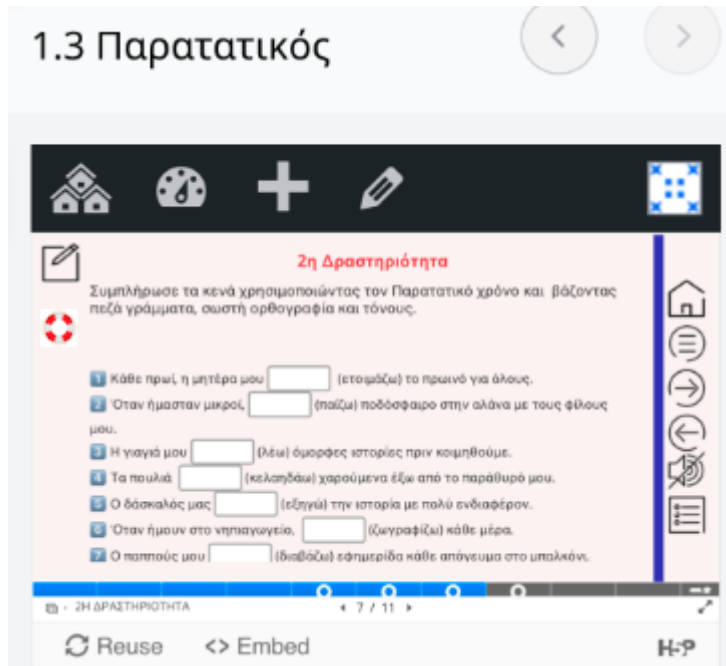 1.3 Παρατατικός
2η Δραστηριότητα
Συμπλήρωσε τα κενά χρησιμοποιώντας τον Παρατατικό χρόνο και βάζοντας
πεζά γράμματα, σωστή ορθογραφία και τόνους.
1 Κάθε πρωί, η μητέρα μου (ετοιμάζω) το πρωινό για όλους.
2 Όταν ήμασταν μικροί, (παίζω) ποδόσφαιρο στην αλάνα με τους φίλους
μου.
3 Η γιαγιά μου (λέω) όμορφες ιστορίες πριν κοιμηθούμε.
4 Τα πουλιά (κελαηδάω) χαρούμενα έξω από το παράθυρό μου.
5 Ο δάσκαλός μας (εξηγώ) την ιστορία με πολύ ενδιαφέρον.
6 Όταν ήμουν στο νηπιαγωγείο, (ζωγραφίζω) κάθε μέρα.
7 Ο παππούς μου (διαβάζω) εφημερίδα κάθε απόγευμα στο μπαλκόνι.
2Η ΔΡΑΣΤΗΡΙΟΤΗΤΑ 7 / 11
Reuse <> Embed H5P